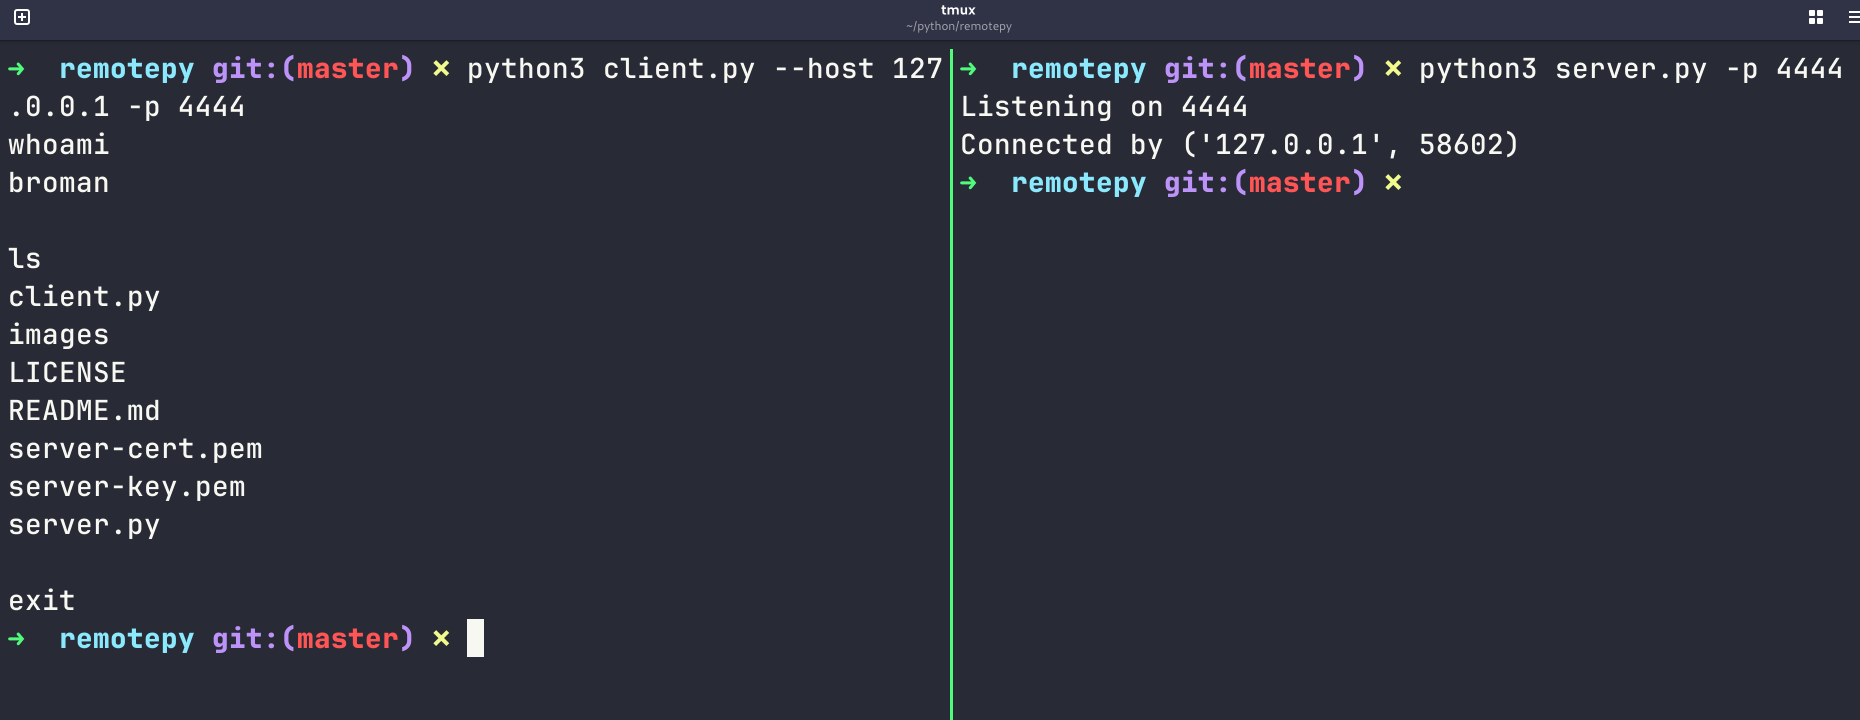 tmux
~/python/remotepy
➜  remotepy git:(master) ✗ python3 client.py --host 127
.0.0.1 -p 4444
whoami
broman
ls
client.py
images
LICENSE
README.md
server-cert.pem
server-key.pem
server.py
exit
➜  remotepy git:(master) ✗
➜  remotepy git:(master) ✗ python3 server.py -p 4444
Listening on 4444
Connected by ('127.0.0.1', 58602)
➜  remotepy git:(master) ✗